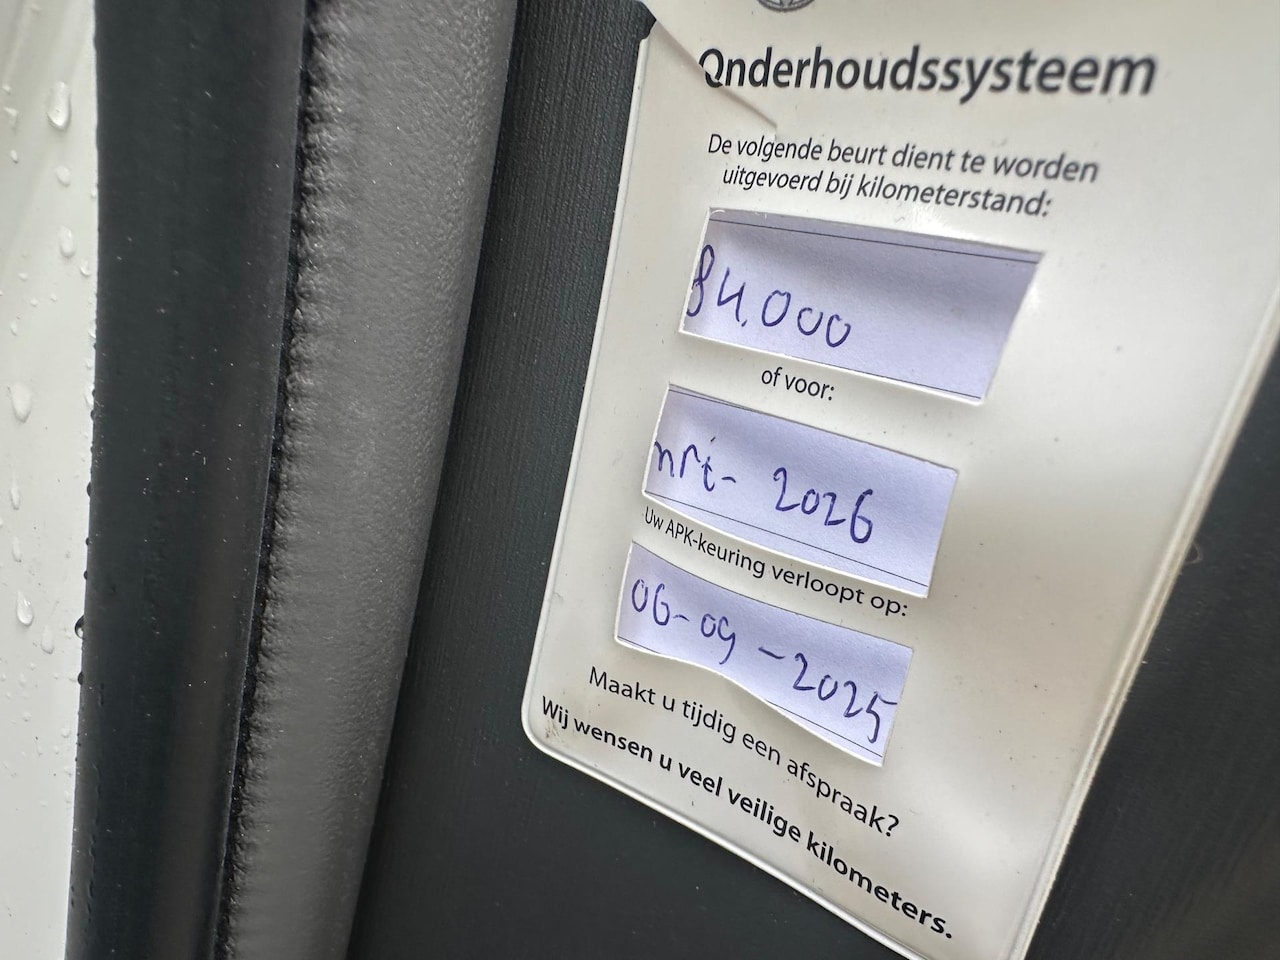 Onderhoudssysteem
De volgende beurt dient te worden
uitgevoerd bij kilometerstand:
84.000
of voor:
mrt- 2026
Uw APK-keuring verloopt op:
06-09-2025
Maakt u tijdig een afspraak?
Wij wensen u veel veilige kilometers.